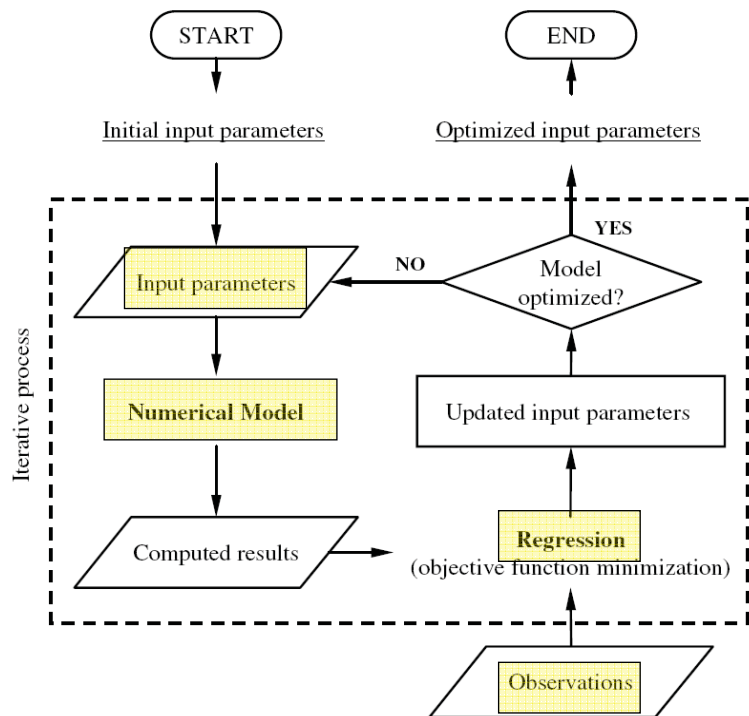 START
END
Initial input parameters
Optimized input parameters
YES
NO
Input parameters
Model
optimized?
Iterative process
Numerical Model
Updated input parameters
Computed results
Regression
(objective function minimization)
Observations